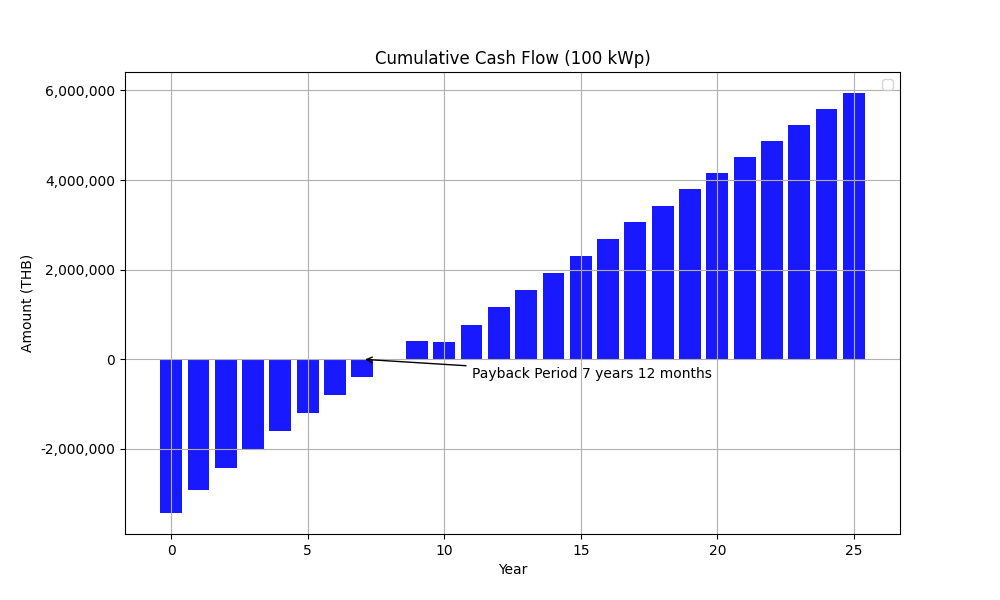 Cumulative Cash Flow (100 kWp)
6,000,000
4,000,000
2,000,000
0
-2,000,000
Amount (THB)
Payback Period 7 years 12 months
0 5 10 15 20 25
Year